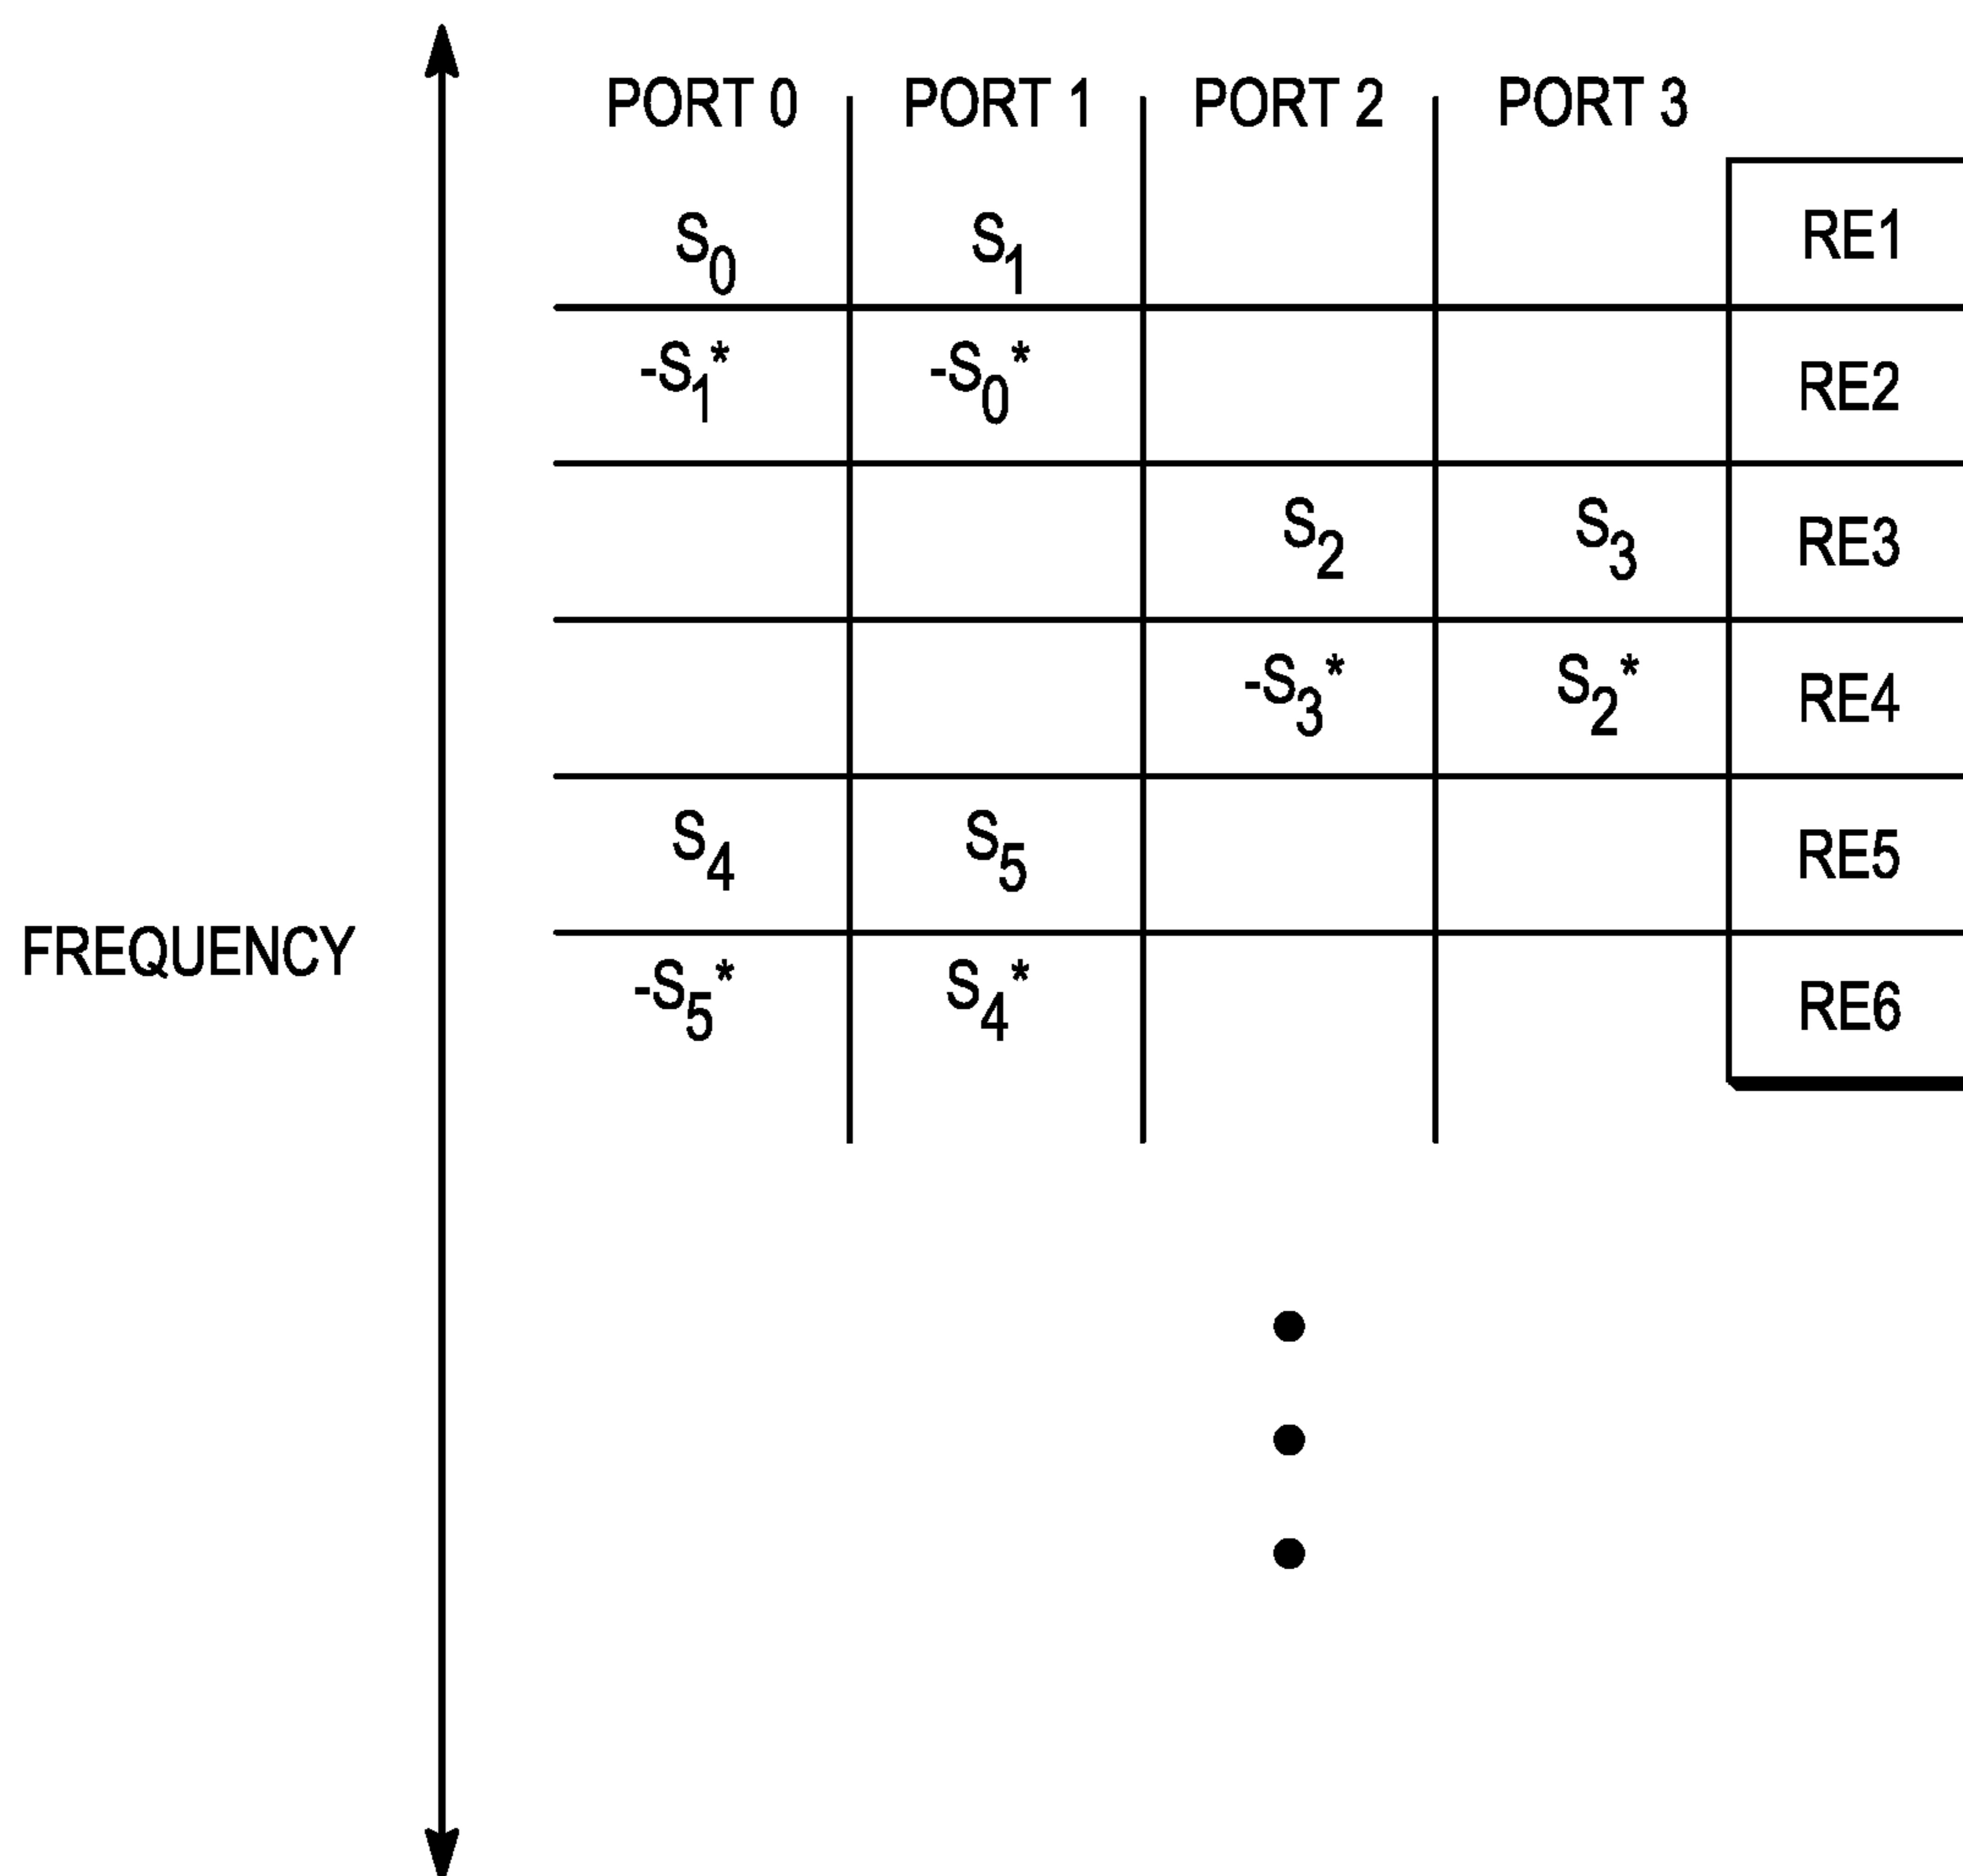 PORT 0 PORT 1 PORT 2 PORT 3
S₀ S₁ RE1
-S₁* -S₀* RE2
S₂ S₃ RE3
-S₃* S₂* RE4
S₄ S₅ RE5
FREQUENCY
-S₅* S₄* RE6